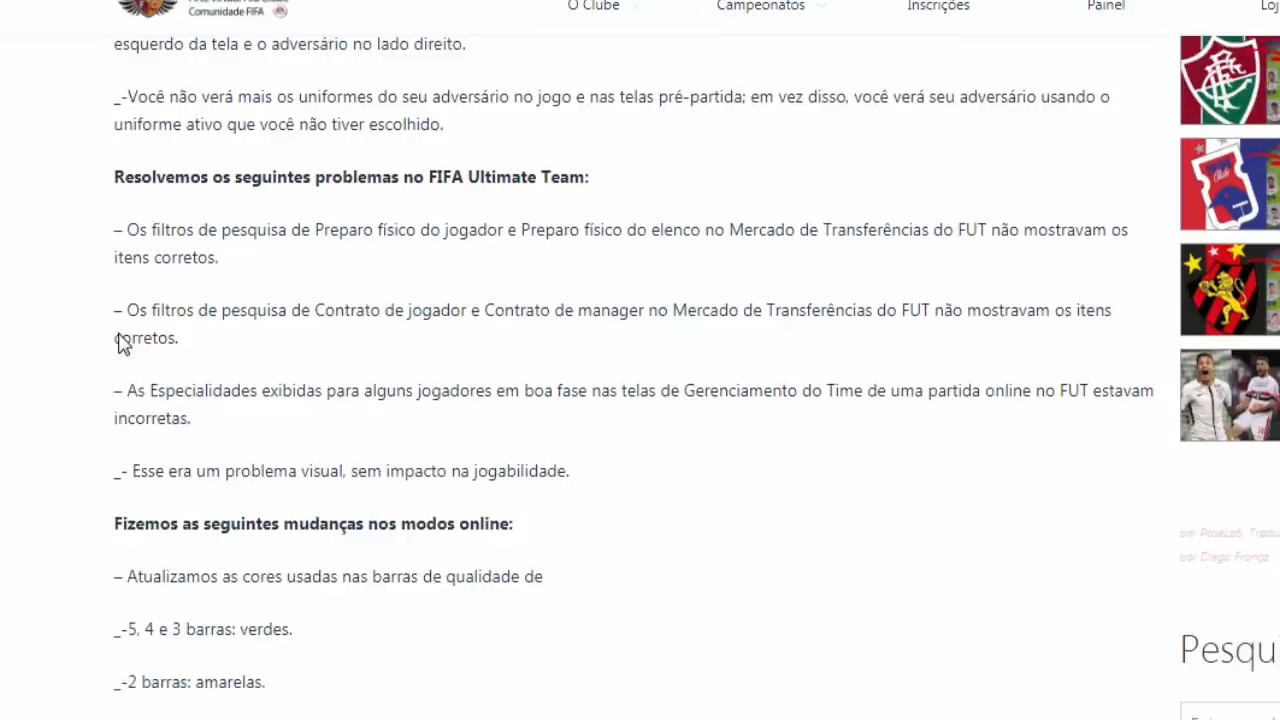 Comunidade FIFA
O Clube
Campeonatos
Inscrições
Painel
esquerdo da tela e o adversário no lado direito.
_-Você não verá mais os uniformes do seu adversário no jogo e nas telas pré-partida; em vez disso, você verá seu adversário usando o
uniforme ativo que você não tiver escolhido.
Resolvemos os seguintes problemas no FIFA Ultimate Team:
– Os filtros de pesquisa de Preparo físico do jogador e Preparo físico do elenco no Mercado de Transferências do FUT não mostravam os
itens corretos.
– Os filtros de pesquisa de Contrato de jogador e Contrato de manager no Mercado de Transferências do FUT não mostravam os itens
corretos.
– As Especialidades exibidas para alguns jogadores em boa fase nas telas de Gerenciamento do Time de uma partida online no FUT estavam
incorretas.
_- Esse era um problema visual, sem impacto na jogabilidade.
Fizemos as seguintes mudanças nos modos online:
– Atualizamos as cores usadas nas barras de qualidade de
_-5, 4 e 3 barras: verdes.
_-2 barras: amarelas.
Clube
por Diego França
Pesqu